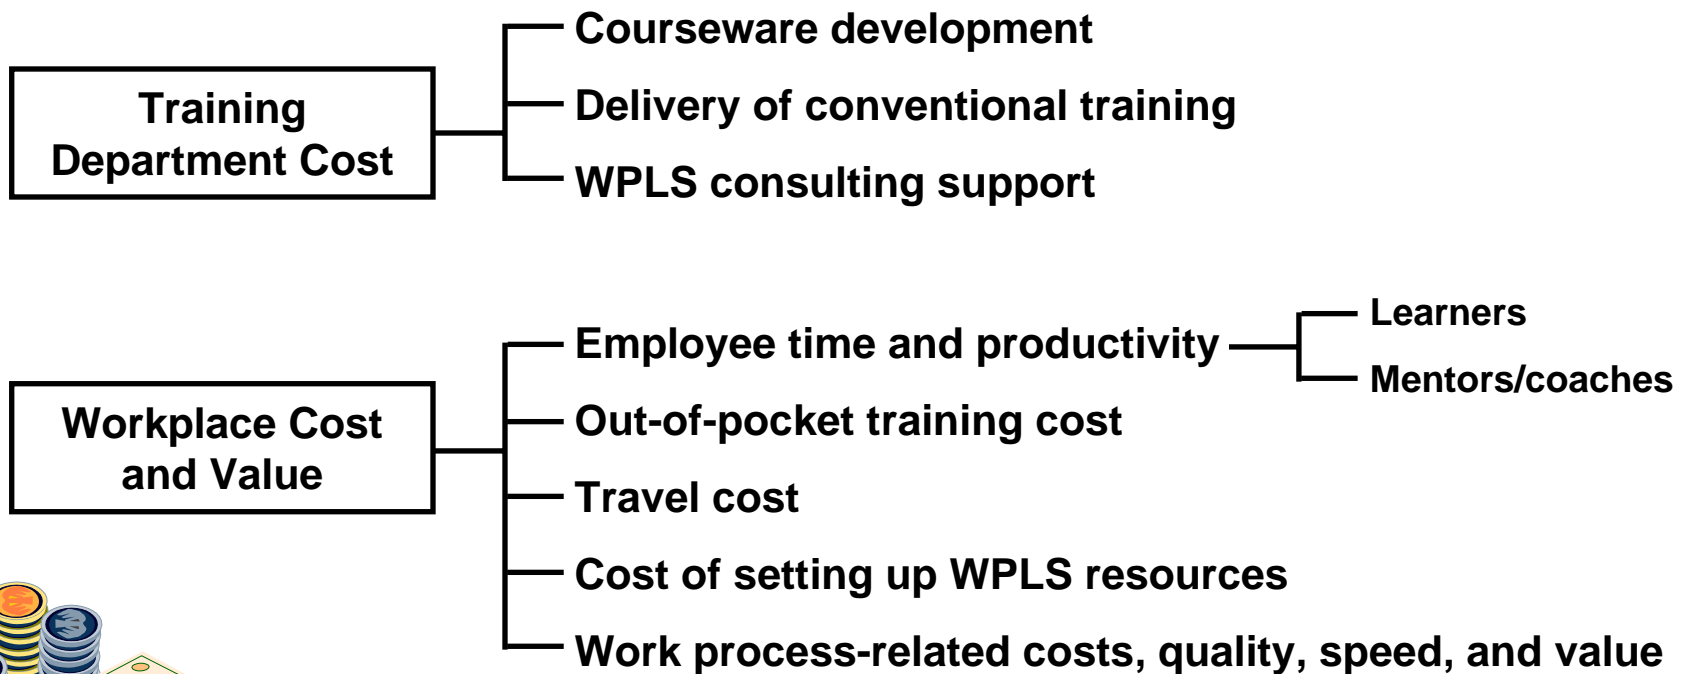 Training
Department Cost
Courseware development
Delivery of conventional training
WPLS consulting support
Workplace Cost
and Value
Employee time and productivity
Learners
Mentors/coaches
Out-of-pocket training cost
Travel cost
Cost of setting up WPLS resources
Work process-related costs, quality, speed, and value